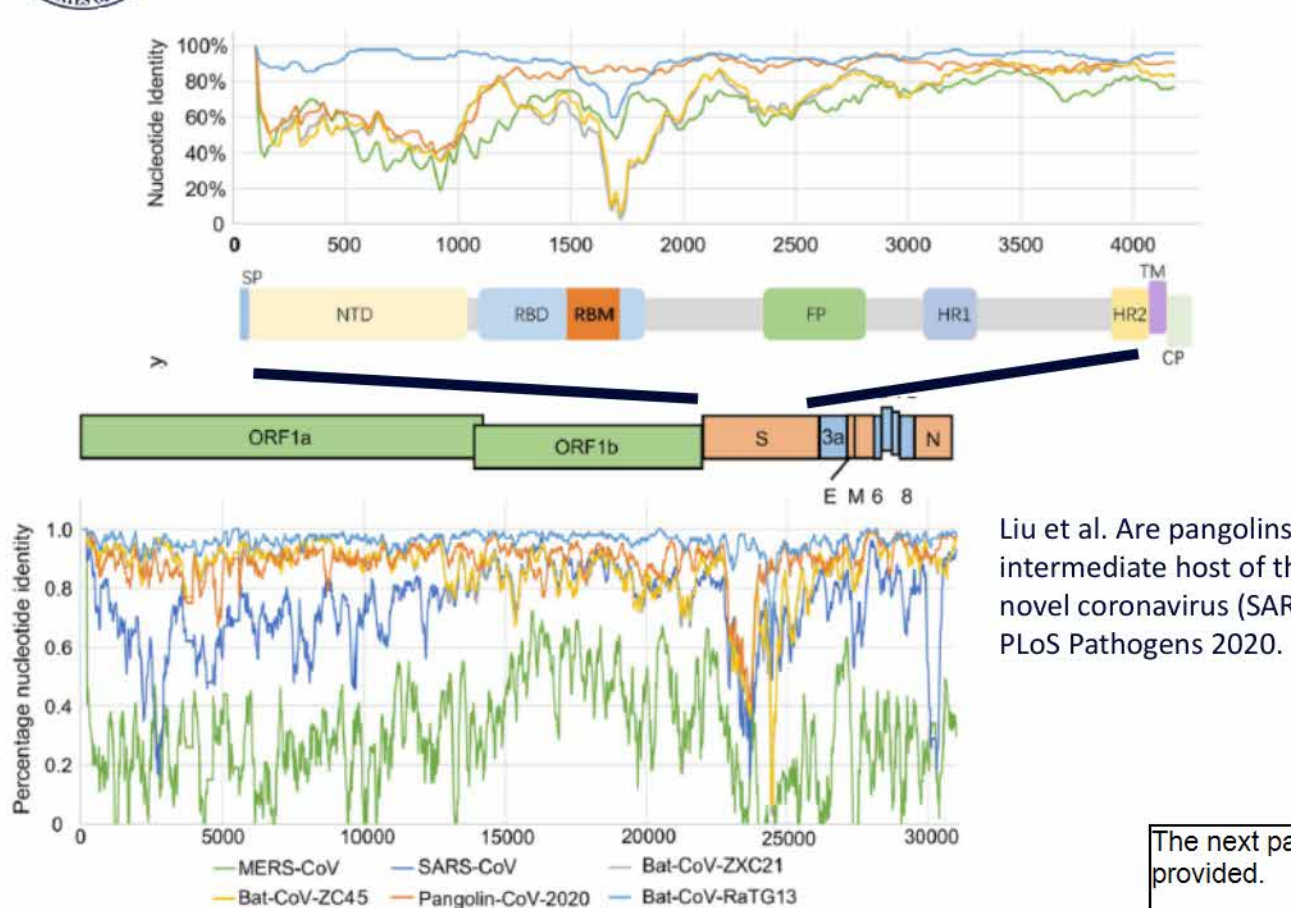 Nucleotide Identity
100%
80%
60%
40%
20%
0
0 500 1000 1500 2000 2500 3000 3500 4000
SP
TM
NTD RBD RBM FP HR1 HR2
CP
y
ORF1a ORF1b S 3a N
E M 6 8
Percentage nucleotide identity
1.0
0.8
0.6
0.4
0.2
0
0 5000 10000 15000 20000 25000 30000
MERS-CoV SARS-CoV Bat-CoV-ZXC21
Bat-CoV-ZC45 Pangolin-CoV-2020 Bat-CoV-RaTG13
Liu et al. Are pangolins
intermediate host of th
novel coronavirus (SAR
PLoS Pathogens 2020.
The next pa
provided.